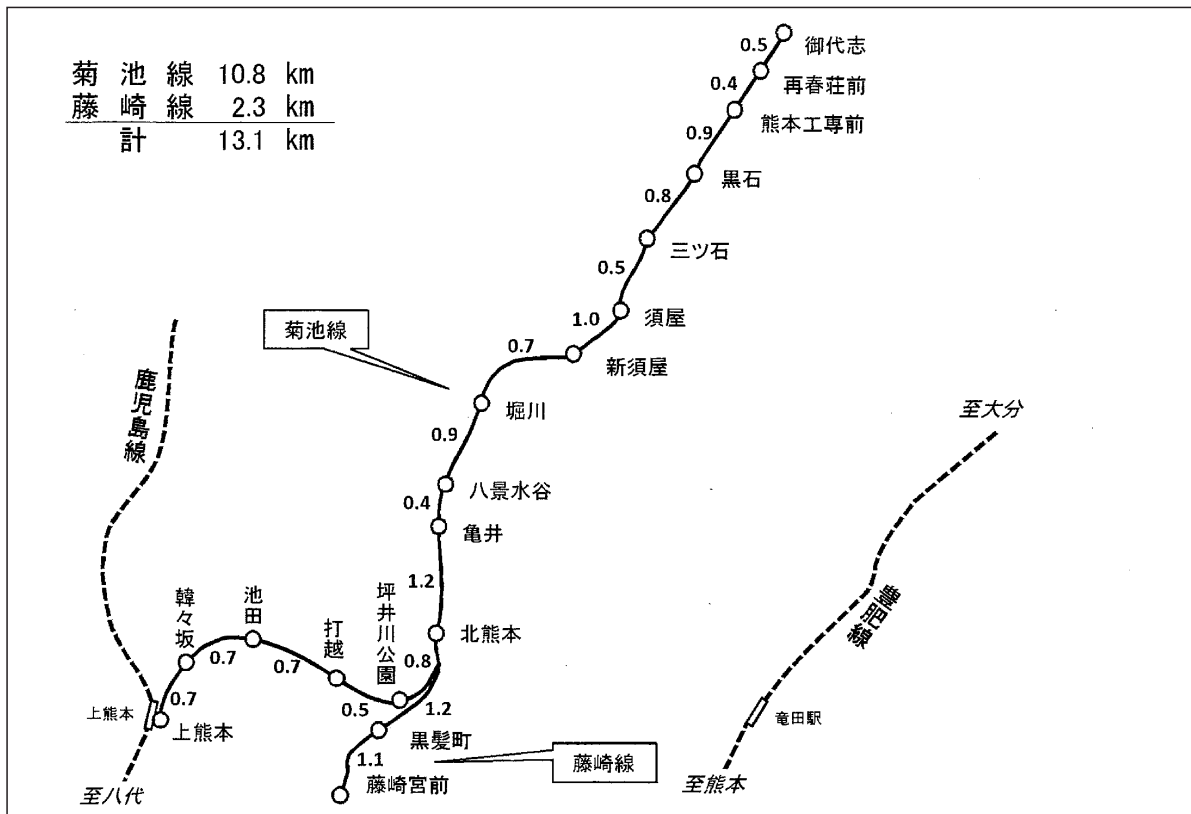 菊池線 10.8 km
藤崎線 2.3 km
計 13.1 km
御代志
0.5
再春荘前
0.4
熊本工専前
0.9
黒石
0.8
三ツ石
0.5
須屋
1.0
新須屋
0.7
堀川
0.9
八景水谷
0.4
亀井
1.2
北熊本
0.8
坪井川公園
0.5
打越
0.7
池田
0.7
韓々坂
0.7
上熊本
上熊本
1.2
黒髪町
1.1
藤崎宮前
菊池線
藤崎線
鹿児島線
至八代
至大分
豊肥線
竜田駅
至熊本